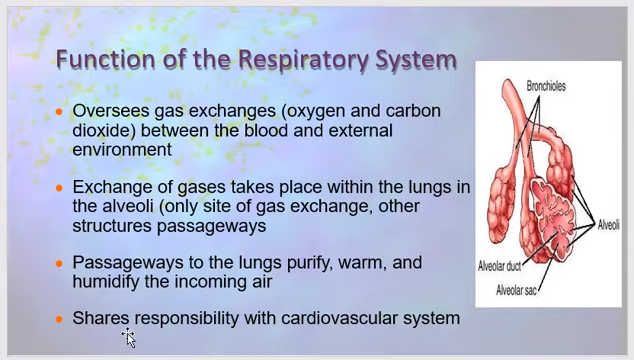 Function of the Respiratory System
• Oversees gas exchanges (oxygen and carbon
dioxide) between the blood and external
environment
• Exchange of gases takes place within the lungs in
the alveoli (only site of gas exchange, other
structures passageways
• Passageways to the lungs purify, warm, and
humidify the incoming air
• Shares responsibility with cardiovascular system
Bronchioles
Alveoli
Alveolar duct
Alveolar sac